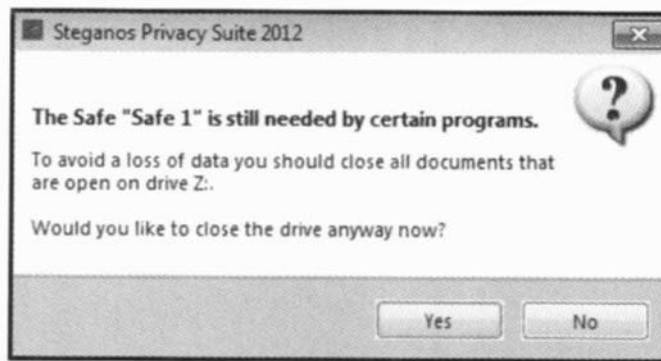 Steganos Privacy Suite 2012
The Safe "Safe 1" is still needed by certain programs.
To avoid a loss of data you should close all documents that
are open on drive Z:.
Would you like to close the drive anyway now?
Yes
No